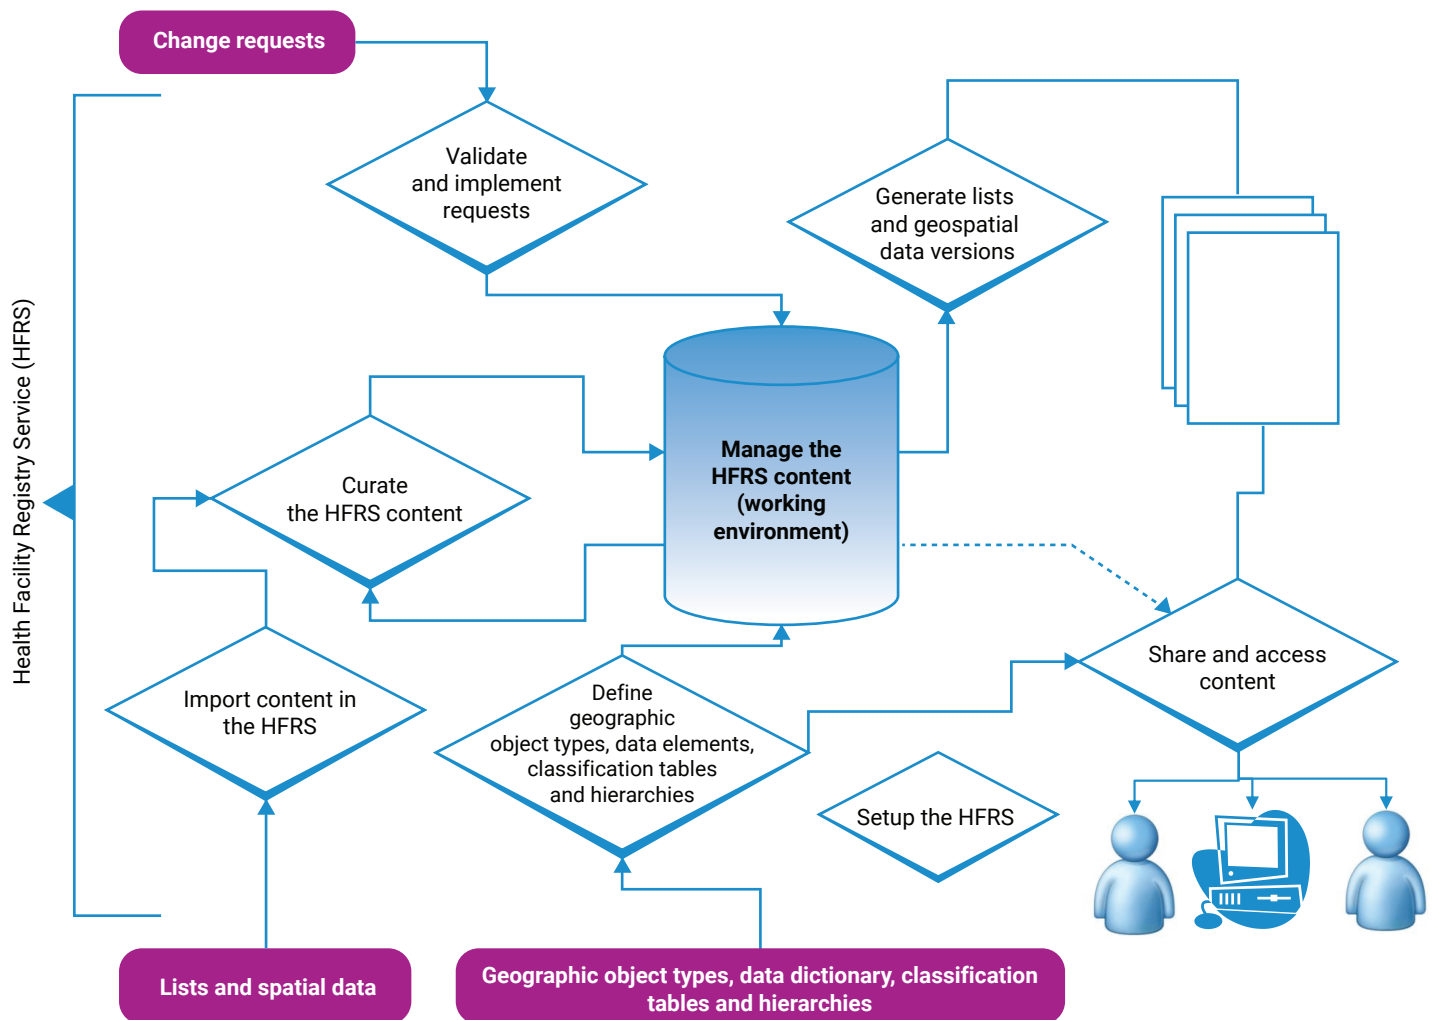 Change requests
Validate
and implement
requests
Generate lists
and geospatial
data versions
Health Facility Registry Service (HFRS)
Manage the
HFRS content
(working
environment)
Curate
the HFRS content
Import content in
the HFRS
Define
geographic
object types, data elements,
classification tables
and hierarchies
Share and access
content
Setup the HFRS
Lists and spatial data
Geographic object types, data dictionary, classification
tables and hierarchies